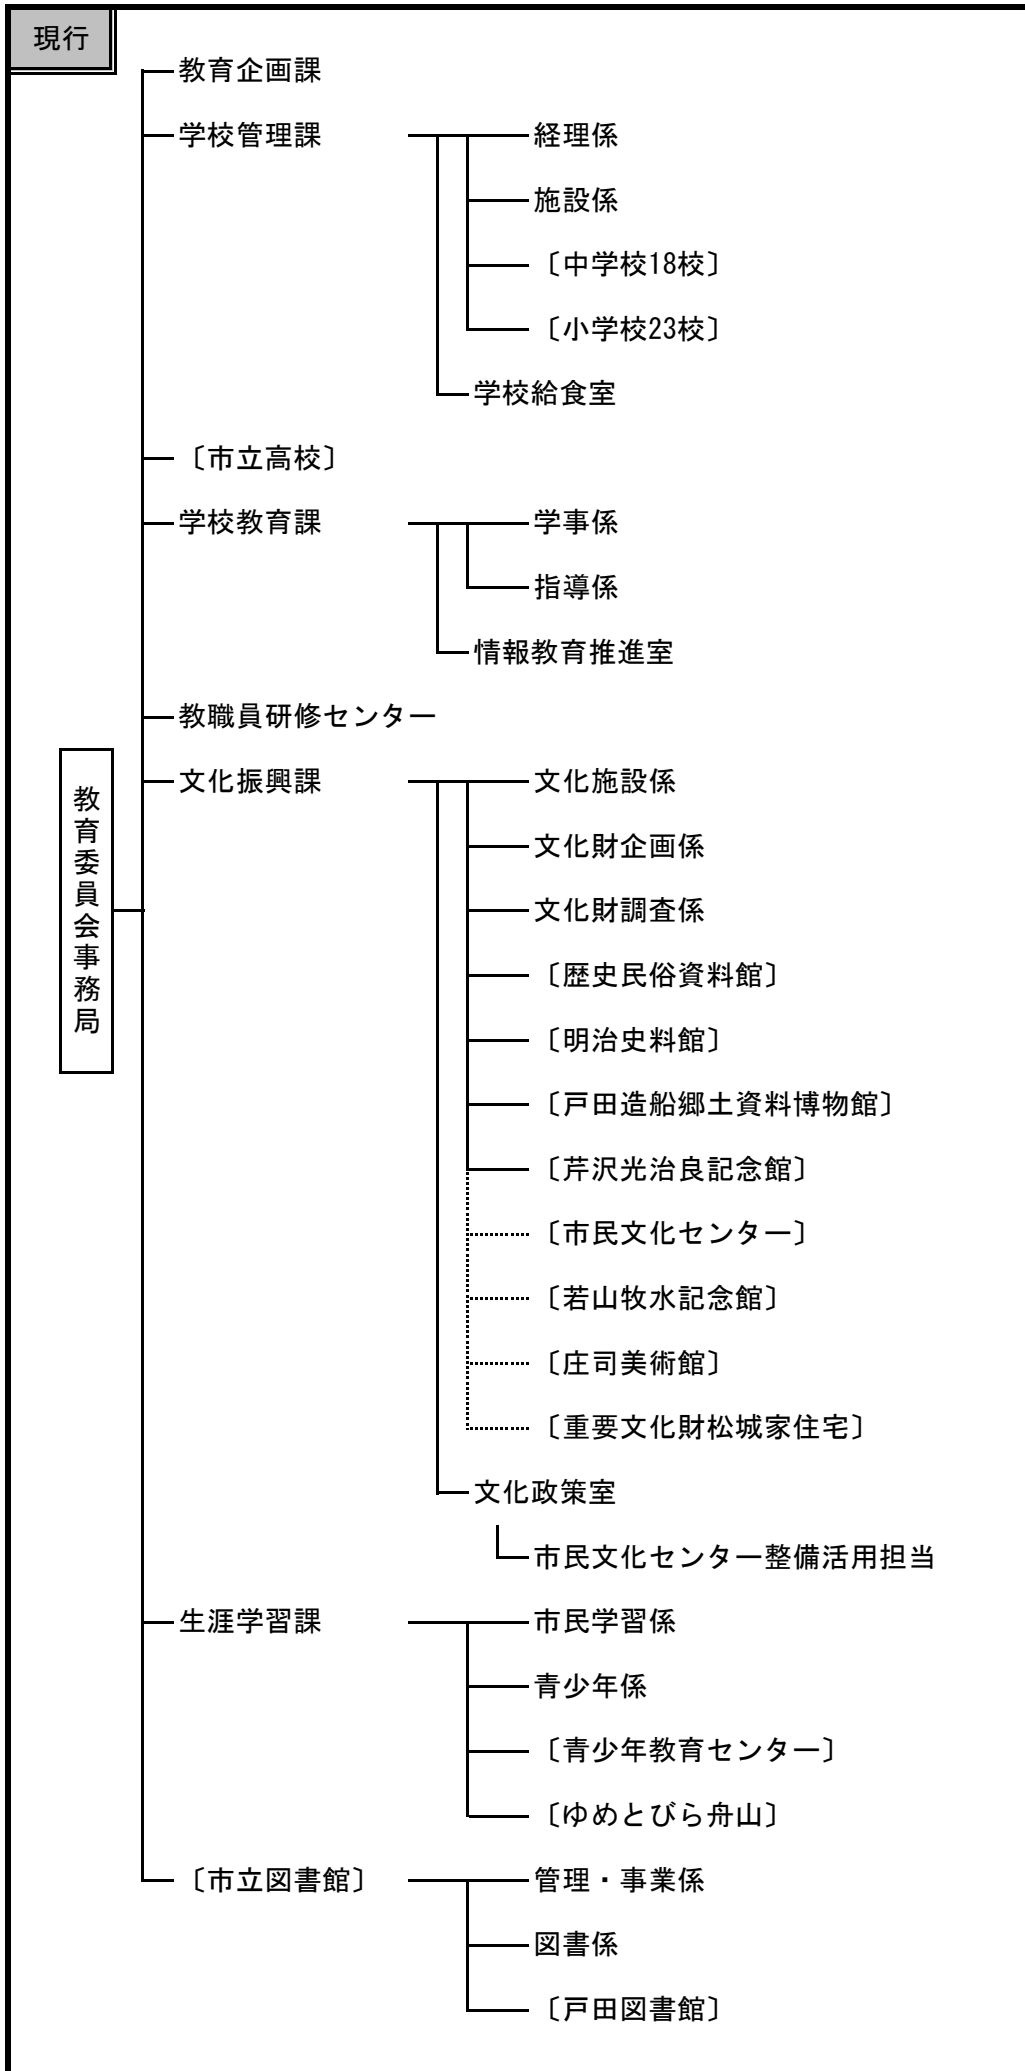 現行
教育企画課
学校管理課 経理係
施設係
〔中学校18校〕
〔小学校23校〕
学校給食室
〔市立高校〕
学校教育課 学事係
指導係
情報教育推進室
教職員研修センター
教育委員会事務局
文化振興課 文化施設係
文化財企画係
文化財調査係
〔歴史民俗資料館〕
〔明治史料館〕
〔戸田造船郷土資料博物館〕
〔芹沢光治良記念館〕
〔市民文化センター〕
〔若山牧水記念館〕
〔庄司美術館〕
〔重要文化財松城家住宅〕
文化政策室
市民文化センター整備活用担当
生涯学習課 市民学習係
青少年係
〔青少年教育センター〕
〔ゆめとびら舟山〕
〔市立図書館〕 管理・事業係
図書係
〔戸田図書館〕